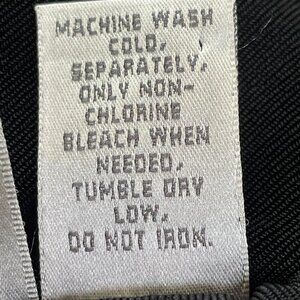 MACHINE WASH
COLD,
SEPARATELY,
ONLY NON-
CHLORINE
BLEACH WHEN
NEEDED,
TUMBLE DRY
LOW,
DO NOT IRON.